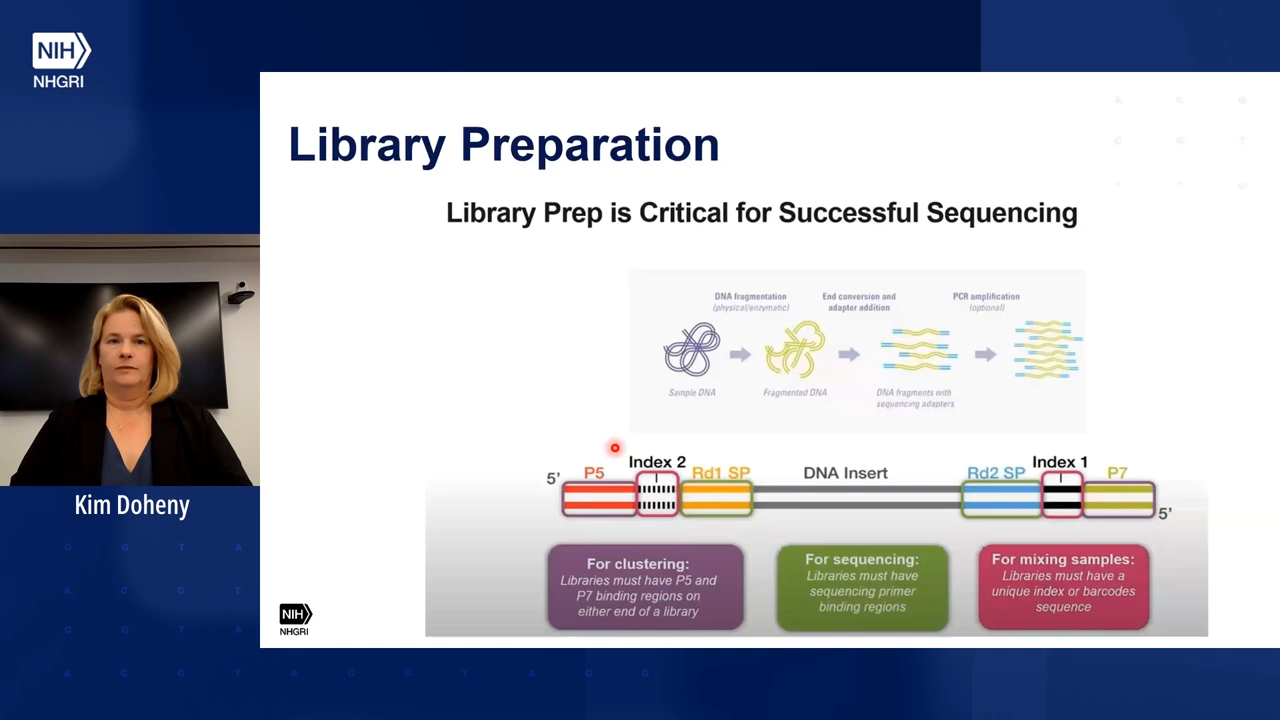 NIH
NHGRI
Kim Doheny
Library Preparation
Library Prep is Critical for Successful Sequencing
DNA fragmentation
(physical/enzymatic)
End conversion and
adapter addition
PCR amplification
(optional)
Sample DNA
Fragmented DNA
DNA fragments with
sequencing adapters
5’
P5
Index 2
Rd1 SP
DNA Insert
Rd2 SP
Index 1
P7
5’
For clustering:
Libraries must have P5 and
P7 binding regions on
either end of a library
For sequencing:
Libraries must have
sequencing primer
binding regions
For mixing samples:
Libraries must have a
unique index or barcodes
sequence
NIH
NHGRI
C G T A
A C G T
C G T A
A C G T A C G T A C G